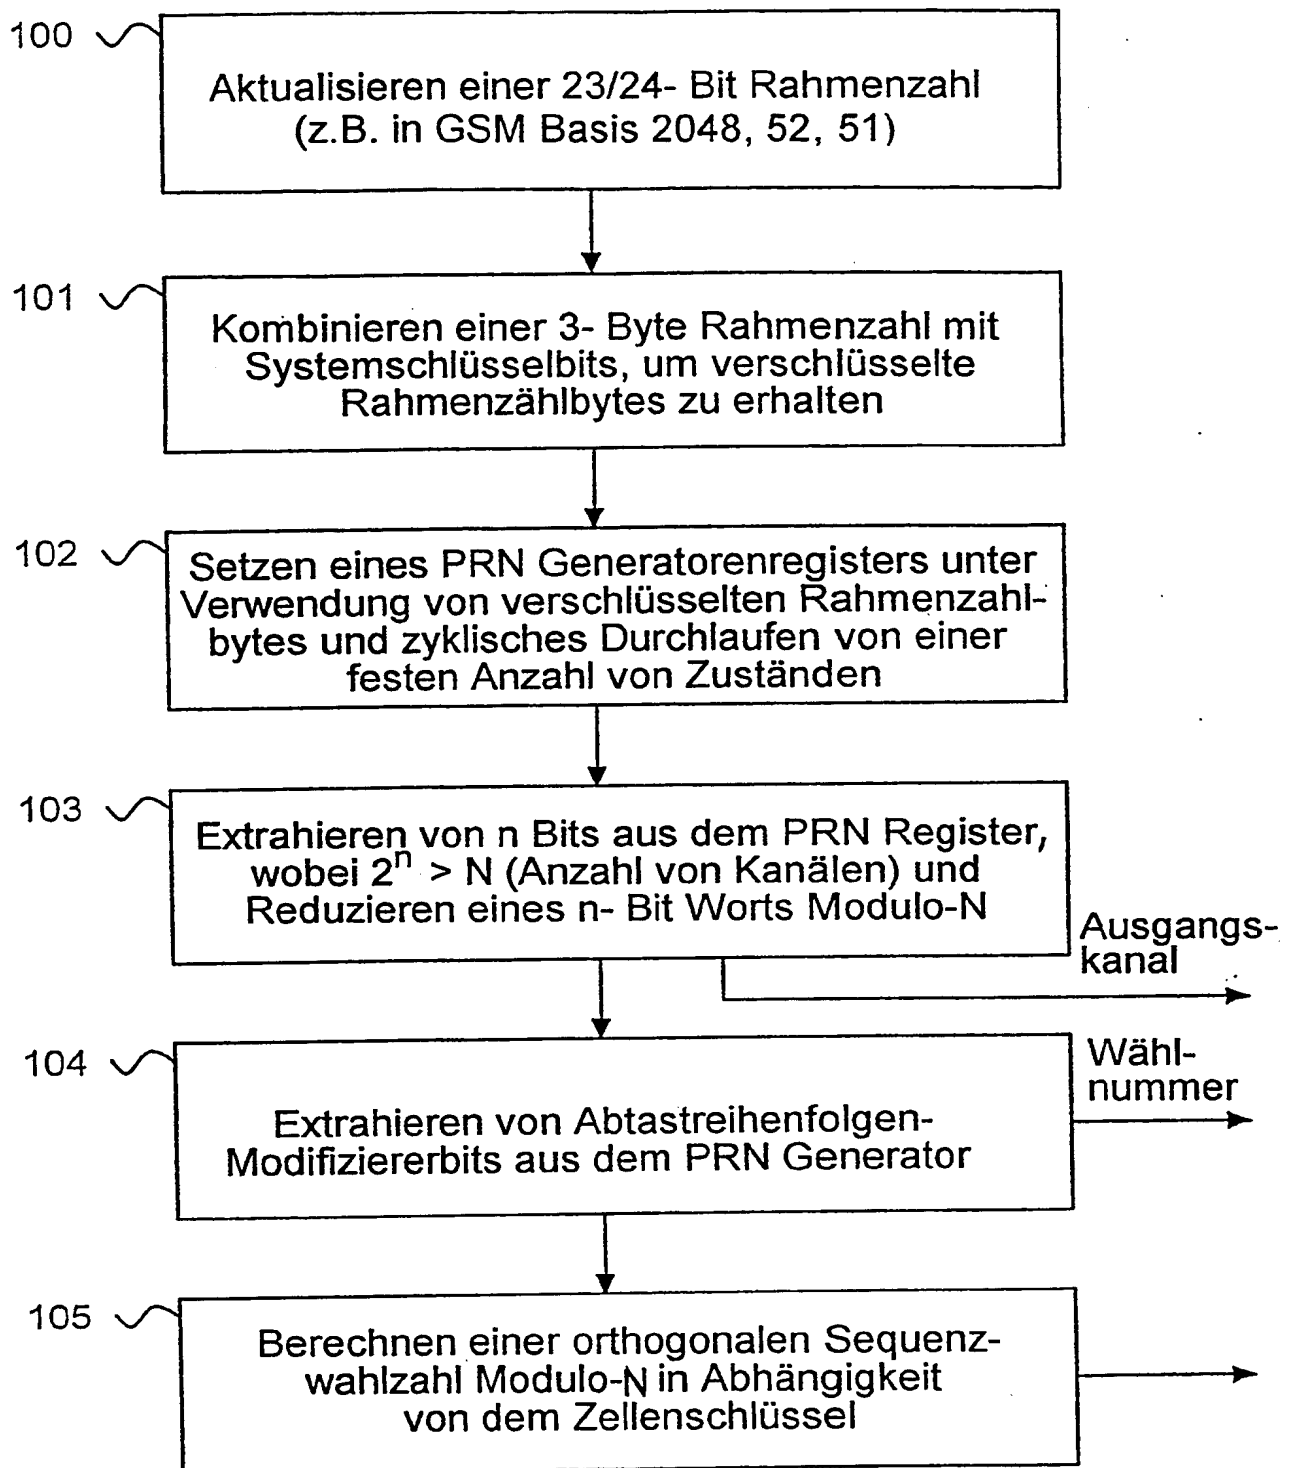 100
Aktualisieren einer 23/24- Bit Rahmenzahl
(z.B. in GSM Basis 2048, 52, 51)
101
Kombinieren einer 3- Byte Rahmenzahl mit
Systemschlüsselbits, um verschlüsselte
Rahmenzählbytes zu erhalten
102
Setzen eines PRN Generatorenregisters unter
Verwendung von verschlüsselten Rahmenzahl-
bytes und zyklisches Durchlaufen von einer
festen Anzahl von Zuständen
103
Extrahieren von n Bits aus dem PRN Register,
wobei 2ⁿ > N (Anzahl von Kanälen) und
Reduzieren eines n- Bit Worts Modulo-N
Ausgangs-
kanal
104
Extrahieren von Abtastreihenfolgen-
Modifiziererbits aus dem PRN Generator
Wähl-
nummer
105
Berechnen einer orthogonalen Sequenz-
wahlzahl Modulo-N in Abhängigkeit
von dem Zellenschlüssel